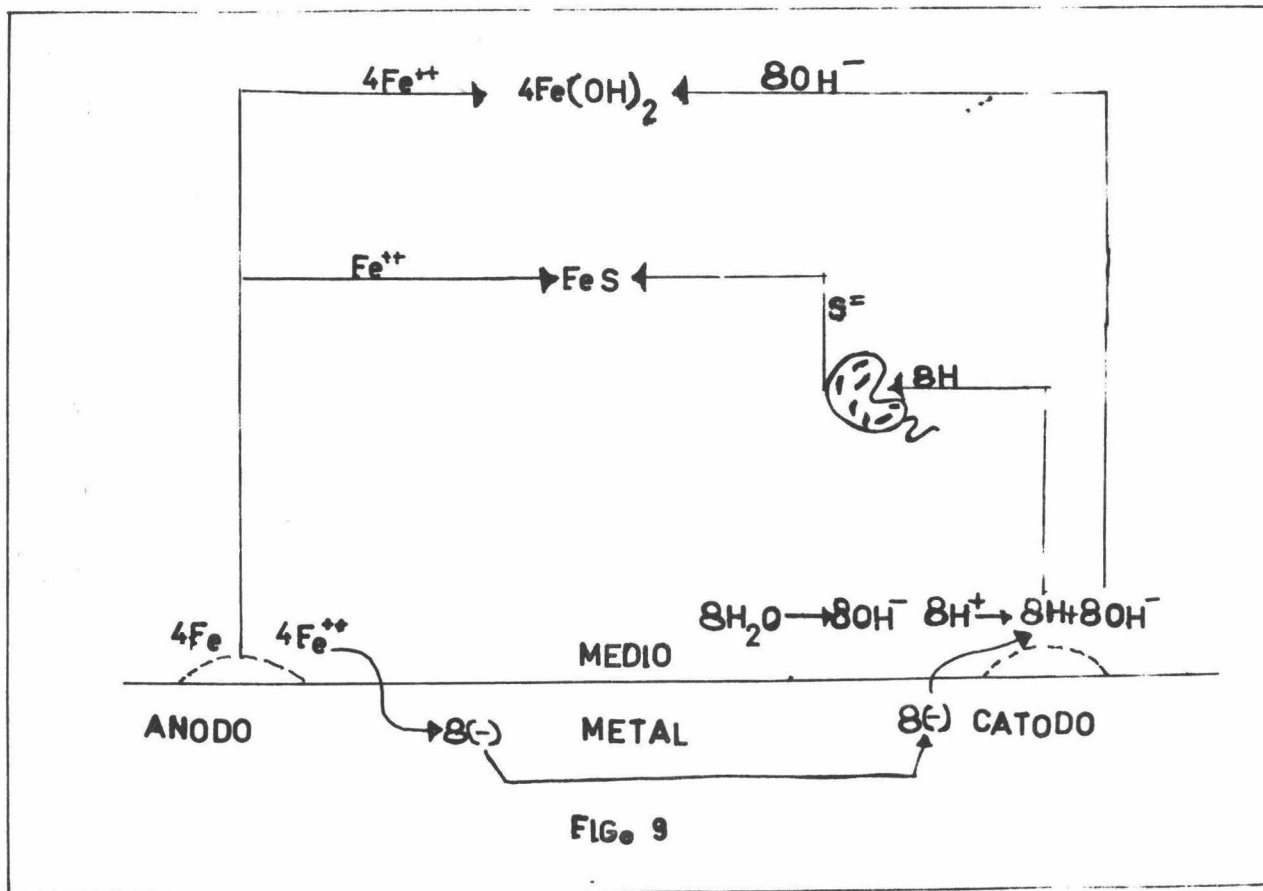 4Fe⁺⁺ 4Fe(OH)₂ 8OH⁻
Fe⁺⁺ FeS
S⁼
8H
8H₂O → 8OH⁻ 8H⁺ → 8H+8OH⁻
4Fe 4Fe⁺⁺
MEDIO
ANODO 8(-) METAL 8(-) CATODO
FIGe 9